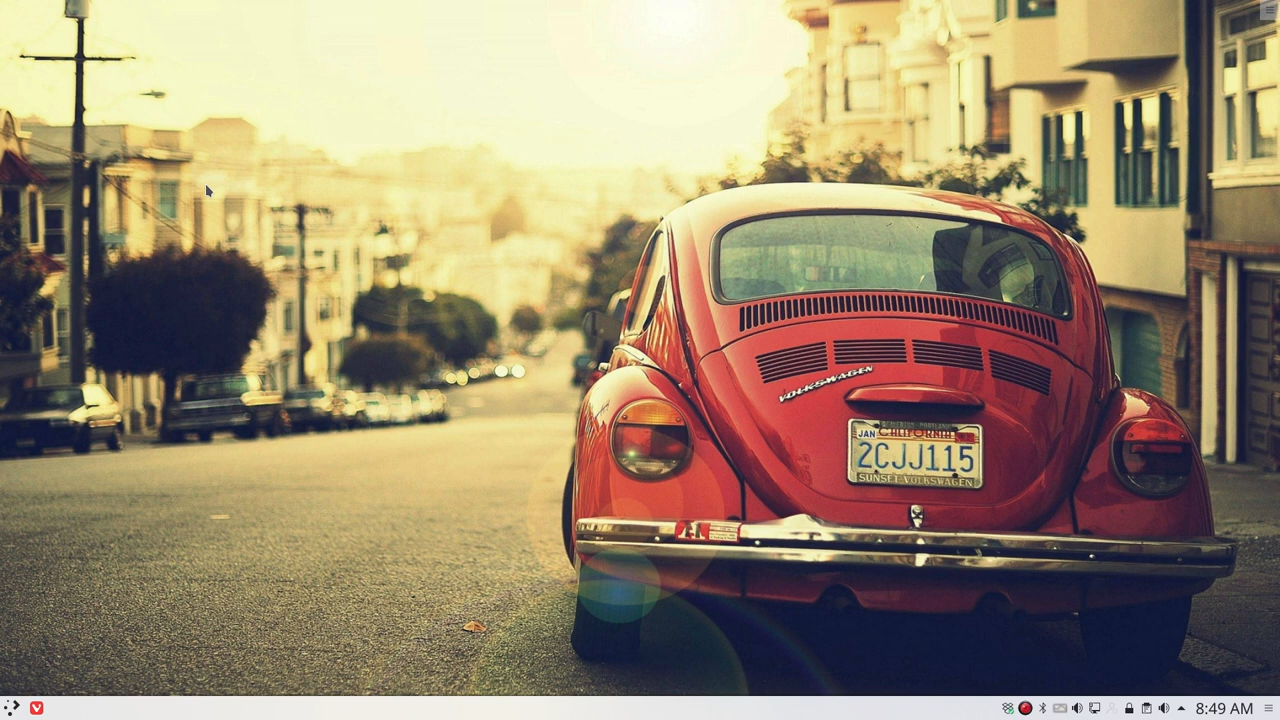 VOLKSWAGEN
JAN CALIFORNIA
2CJJ115
SUNSET VOLKSWAGEN
8:49 AM